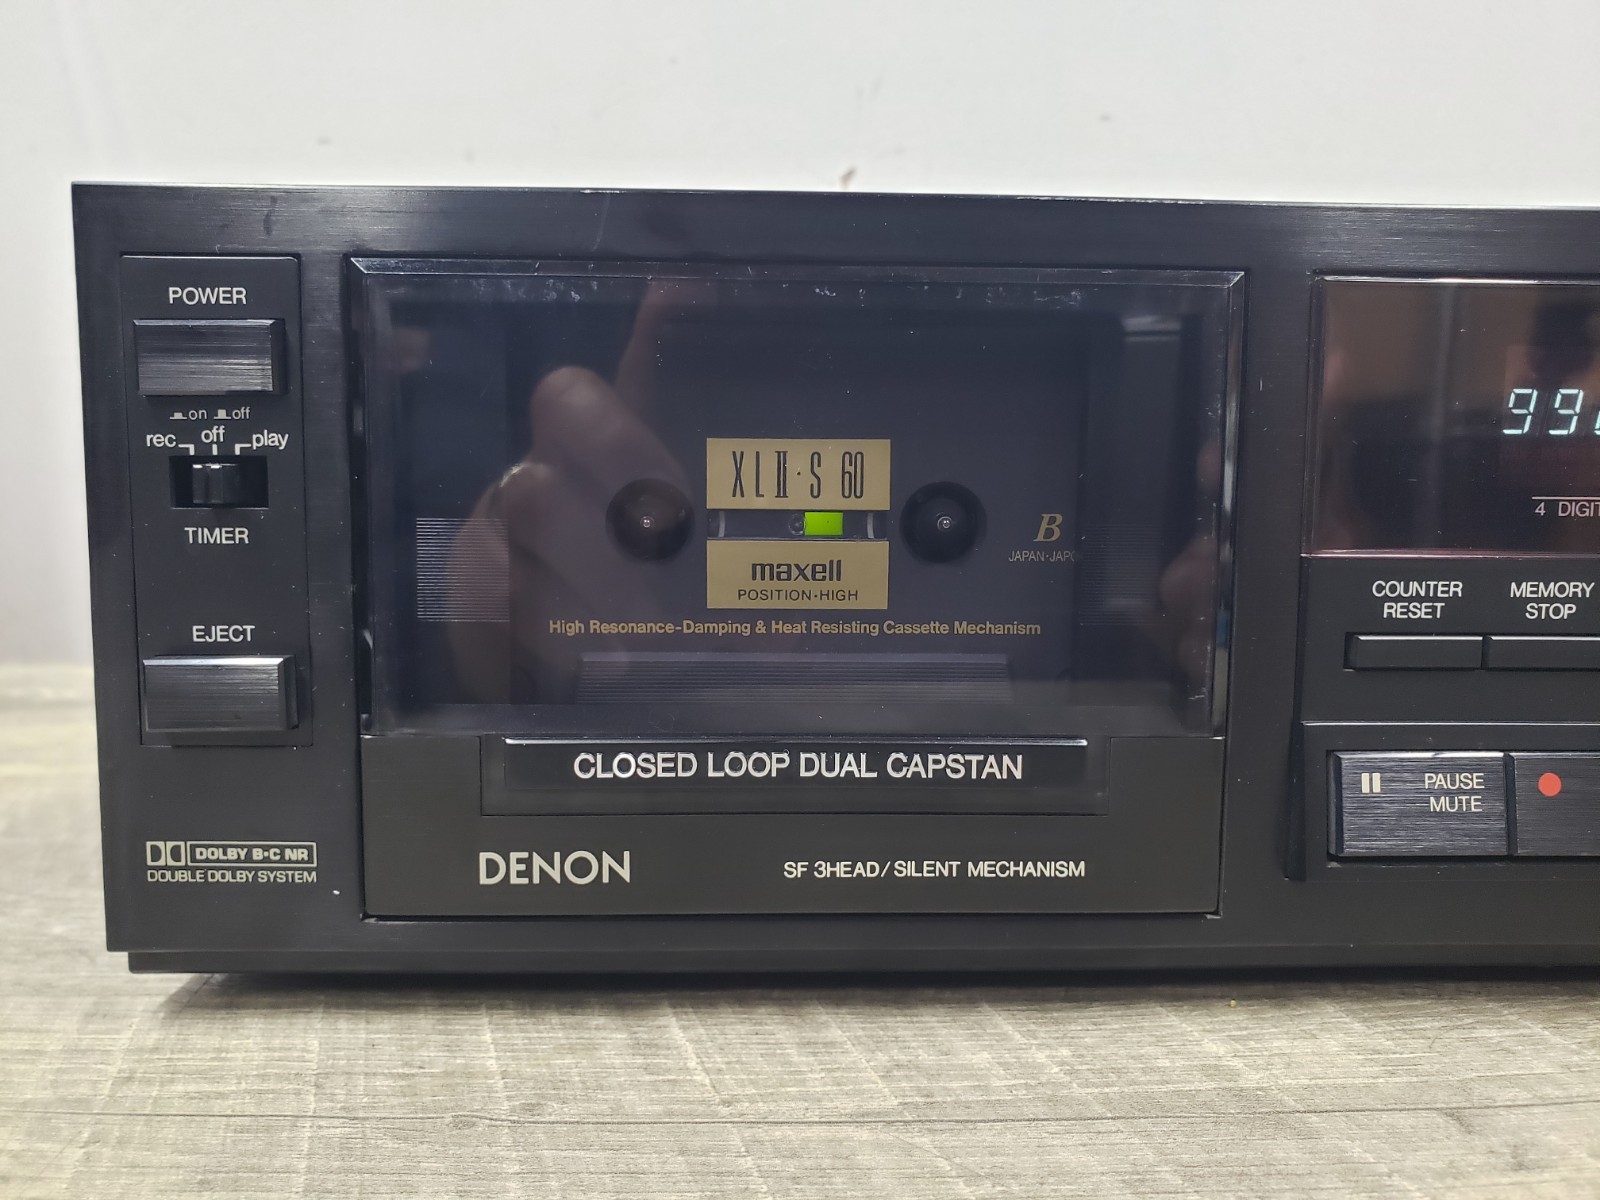 POWER
on off
rec off play
TIMER
EJECT
DOLBY B·C NR
DOUBLE DOLBY SYSTEM
XLⅡ·S 60
maxell
POSITION·HIGH
B
JAPAN·
High Resonance-Damping & Heat Resisting Cassette Mechanism
CLOSED LOOP DUAL CAPSTAN
DENON
SF 3HEAD/SILENT MECHANISM
99
4
COUNTER RESET
MEMORY STOP
PAUSE
MUTE